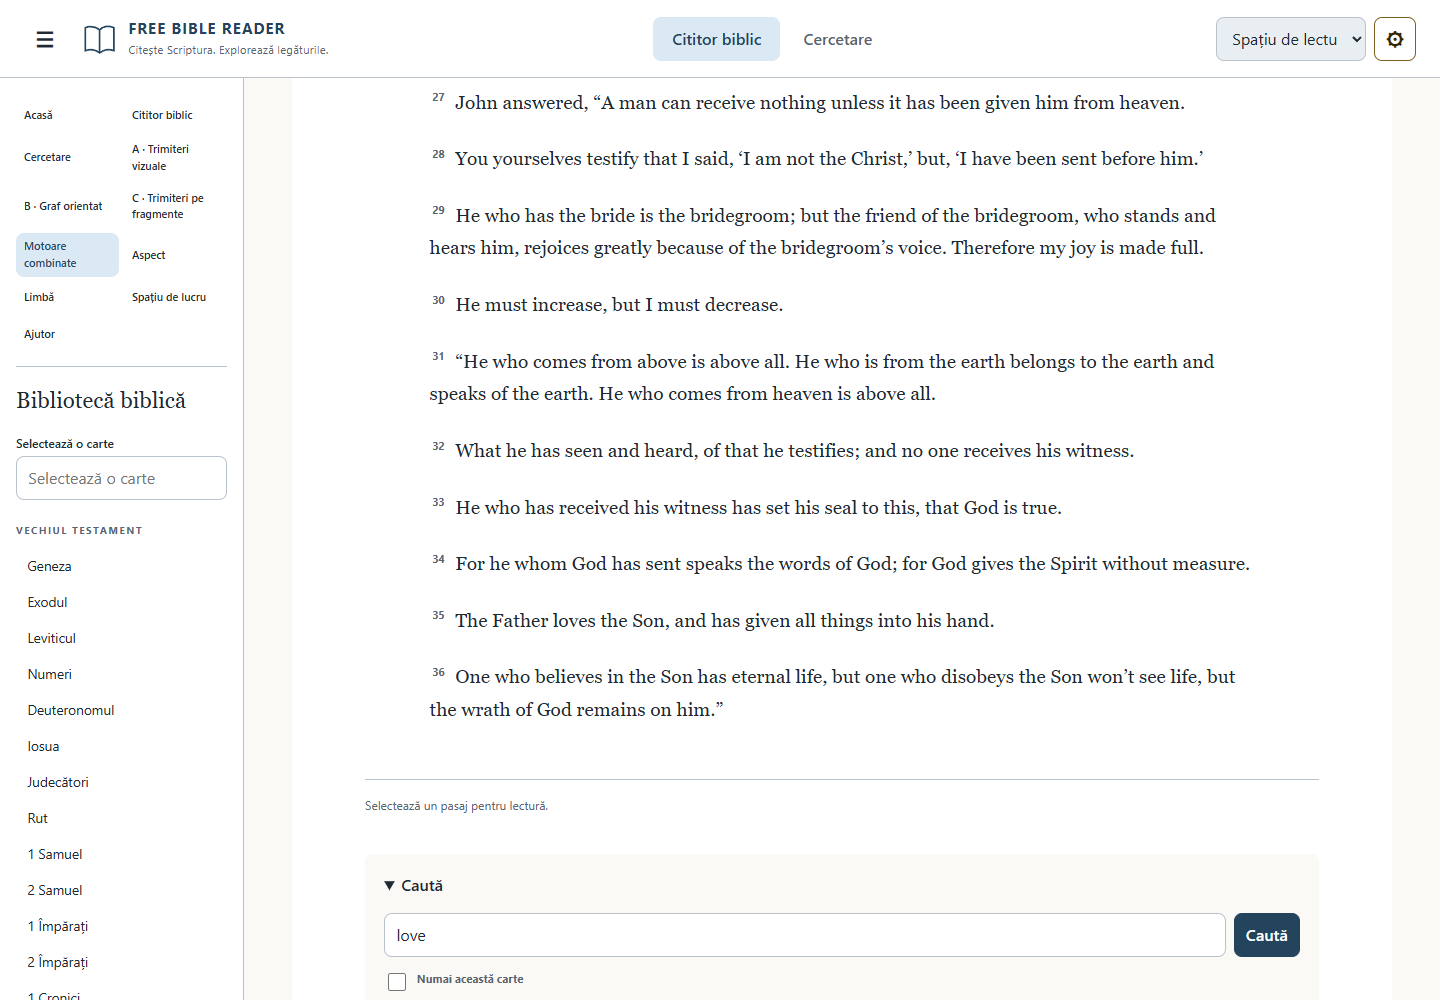 ☰
FREE BIBLE READER
Citește Scriptura. Explorează legăturile.
Cititor biblic
Cercetare
Spațiu de lectu
Acasă
Cititor biblic
Cercetare
A · Trimiteri
vizuale
B · Graf orientat
C · Trimiteri pe
fragmente
Motoare
combinate
Aspect
Limbă
Spațiu de lucru
Ajutor
Bibliotecă biblică
Selectează o carte
Selectează o carte
VECHIUL TESTAMENT
Geneza
Exodul
Leviticul
Numeri
Deuteronomul
Iosua
Judecători
Rut
1 Samuel
2 Samuel
1 Împărați
2 Împărați
1 Cronici
27 John answered, “A man can receive nothing unless it has been given him from heaven.
28 You yourselves testify that I said, ‘I am not the Christ,’ but, ‘I have been sent before him.’
29 He who has the bride is the bridegroom; but the friend of the bridegroom, who stands and
hears him, rejoices greatly because of the bridegroom’s voice. Therefore my joy is made full.
30 He must increase, but I must decrease.
31 “He who comes from above is above all. He who is from the earth belongs to the earth and
speaks of the earth. He who comes from heaven is above all.
32 What he has seen and heard, of that he testifies; and no one receives his witness.
33 He who has received his witness has set his seal to this, that God is true.
34 For he whom God has sent speaks the words of God; for God gives the Spirit without measure.
35 The Father loves the Son, and has given all things into his hand.
36 One who believes in the Son has eternal life, but one who disobeys the Son won’t see life, but
the wrath of God remains on him.”
Selectează un pasaj pentru lectură.
▼ Caută
love
Caută
Numai această carte